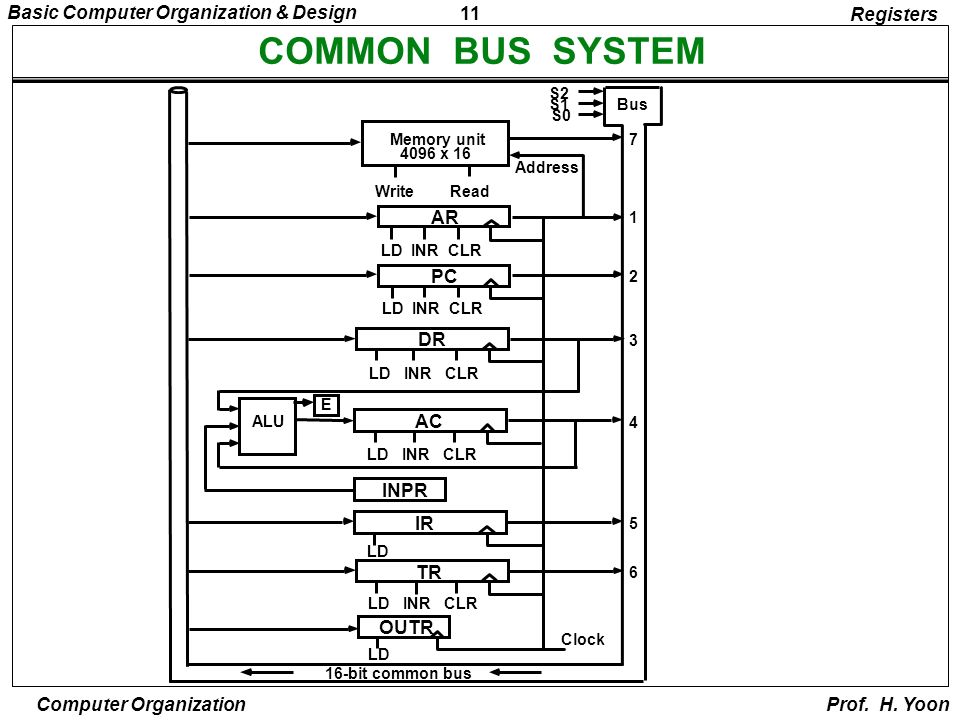 Basic Computer Organization & Design 11 Registers
COMMON BUS SYSTEM
S2
S1
S0
Bus
Memory unit
4096 x 16
7
Address
Write Read
AR
1
LD INR CLR
PC
2
LD INR CLR
DR
3
LD INR CLR
E
ALU
AC
4
LD INR CLR
INPR
IR
5
LD
TR
6
LD INR CLR
OUTR
Clock
LD
16-bit common bus
Computer Organization Prof. H. Yoon